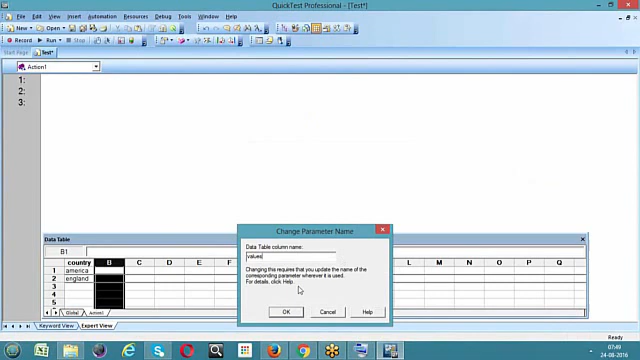 QuickTest Professional - [Test*]
File Edit View Insert Automation Resources Debug Tools Window Help
New Open
Record Run Stop
Start Page Test*
Action1
1:
2:
3:
Change Parameter Name
Data Table column name:
values
Changing this requires that you update the name of the
corresponding parameter wherever it is used.
For details, click Help.
OK Cancel Help
Data Table
B1
country B C D E F L M N O P Q
1 america
2 england
3
4
5
Global Action1
Keyword View Expert View
07:49
24-08-2016